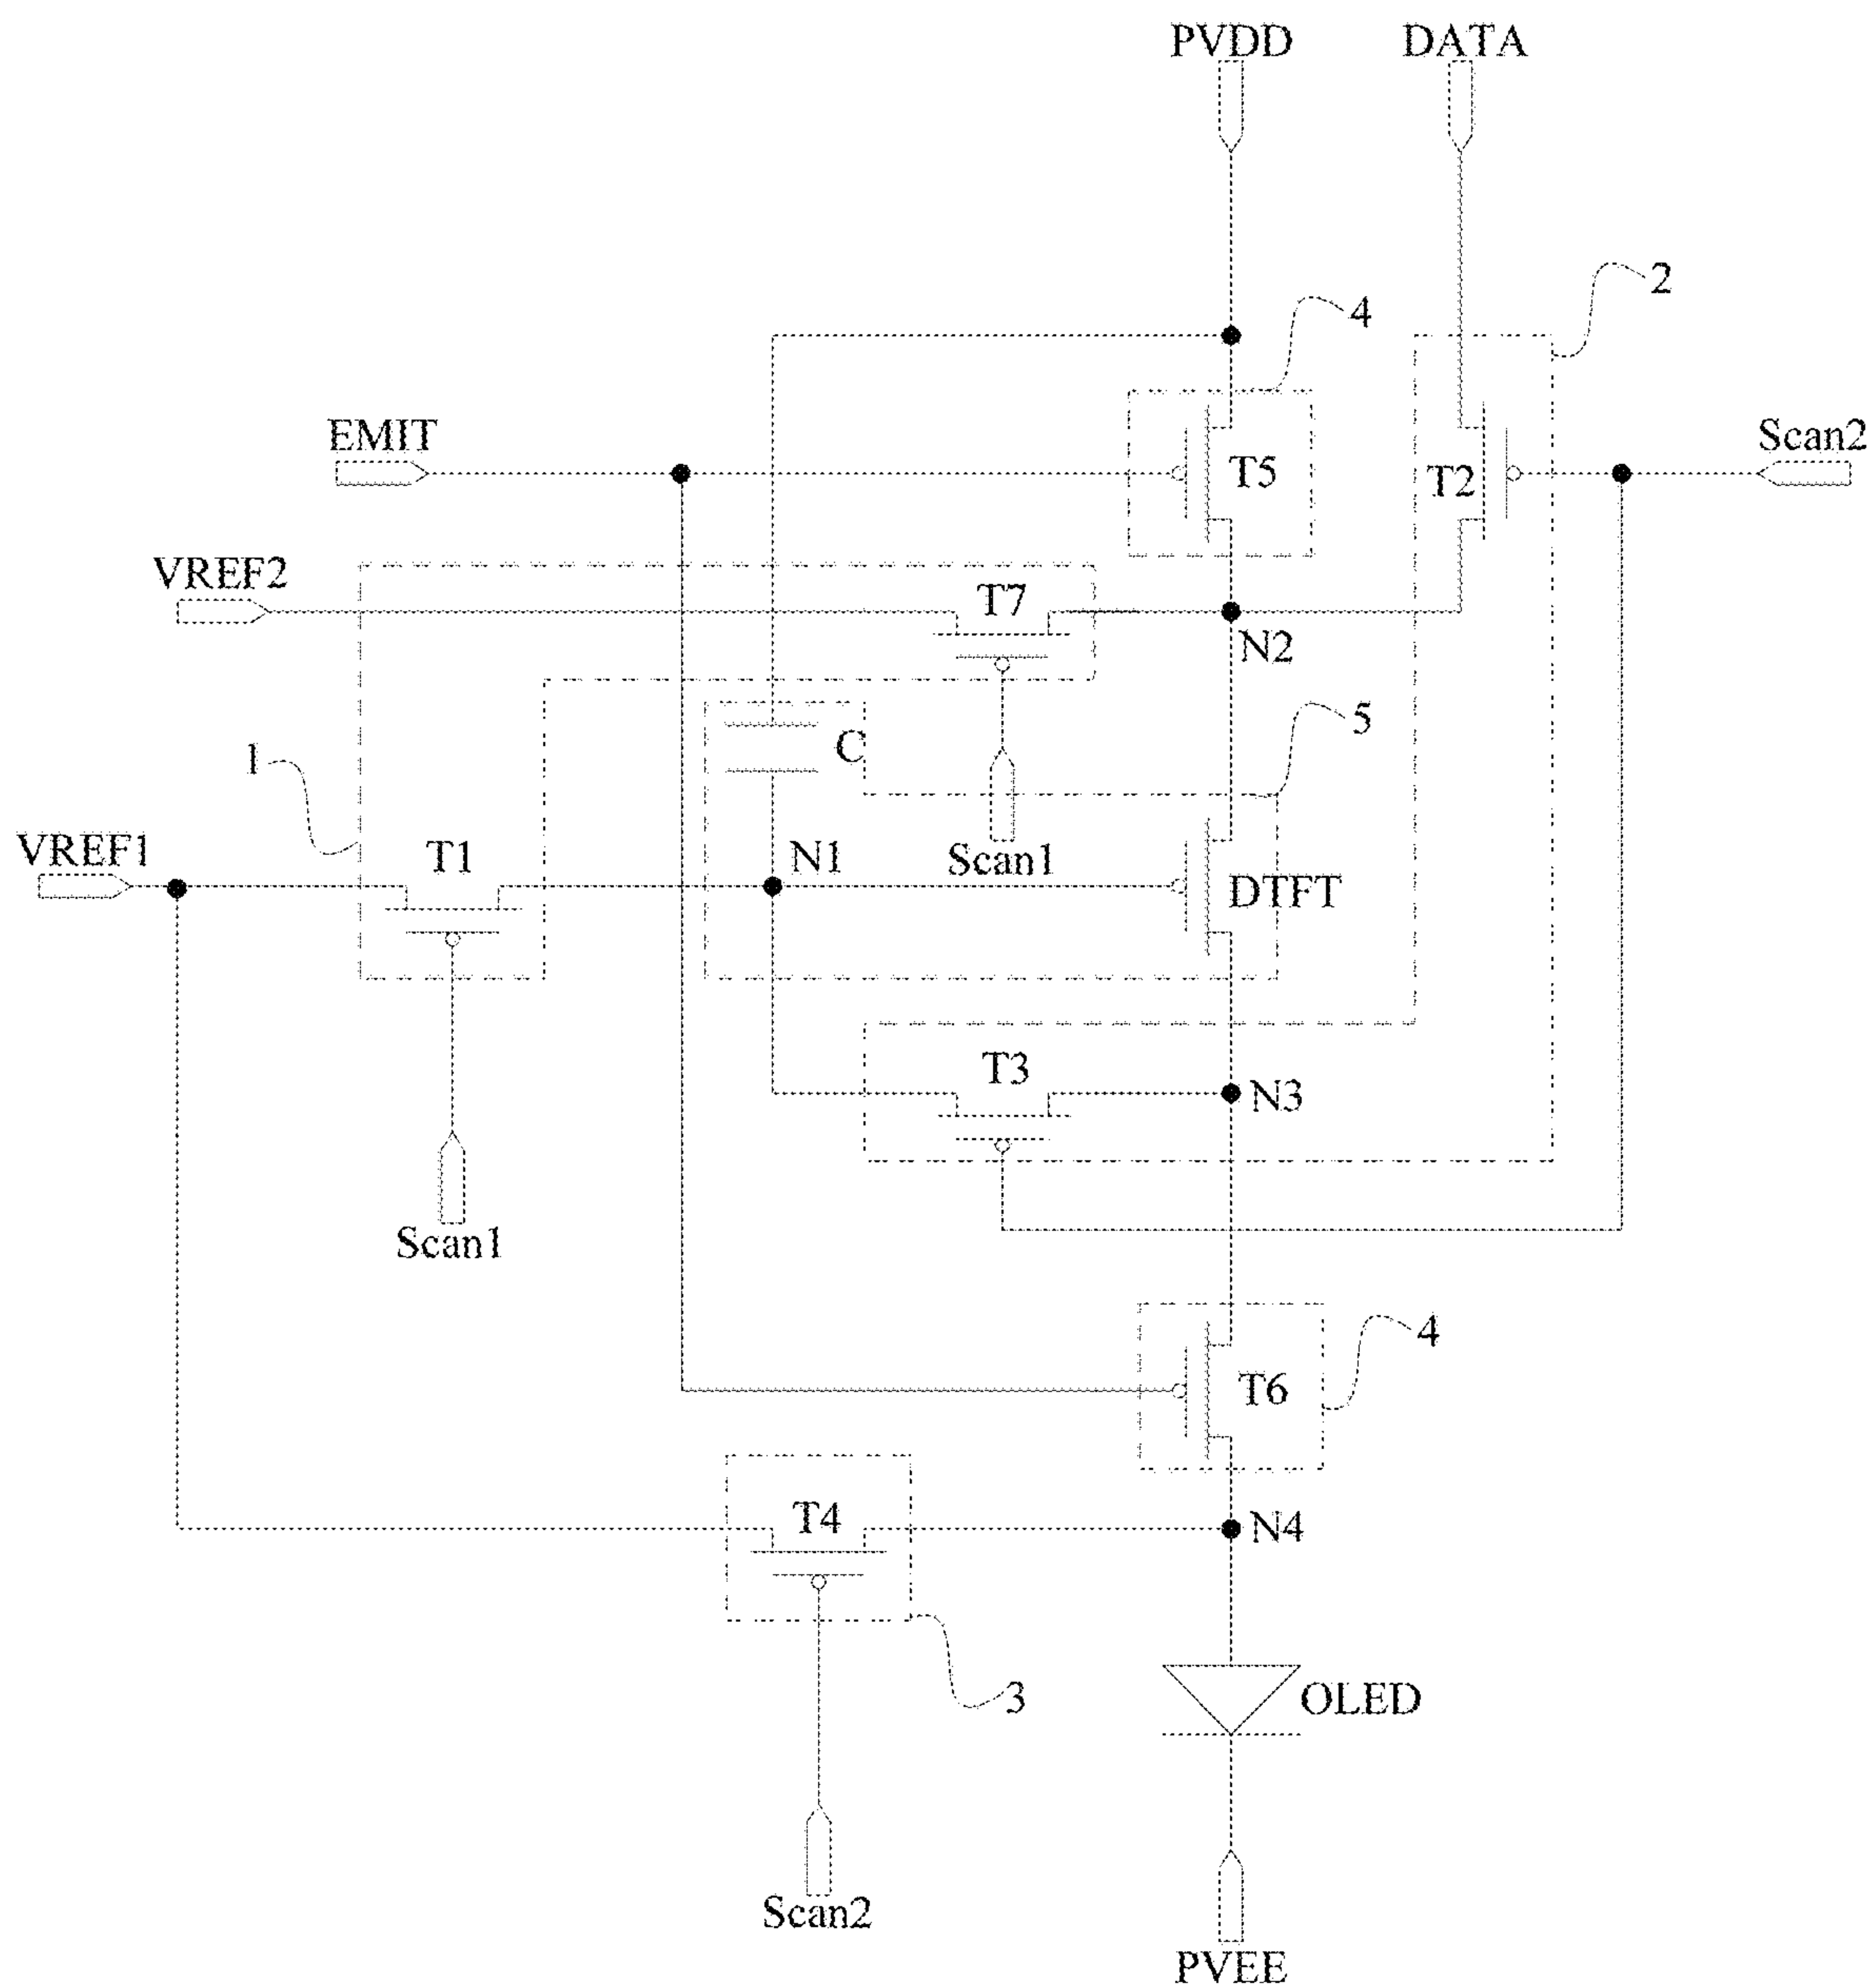 PVDD DATA
2
4
EMIT
T5
T2
Scan2
VREF2
T7
N2
5
C
1
VREF1
T1
N1
Scan1
DTFT
T3
N3
Scan1
4
T6
T4
N4
3
OLED
Scan2
PVEE